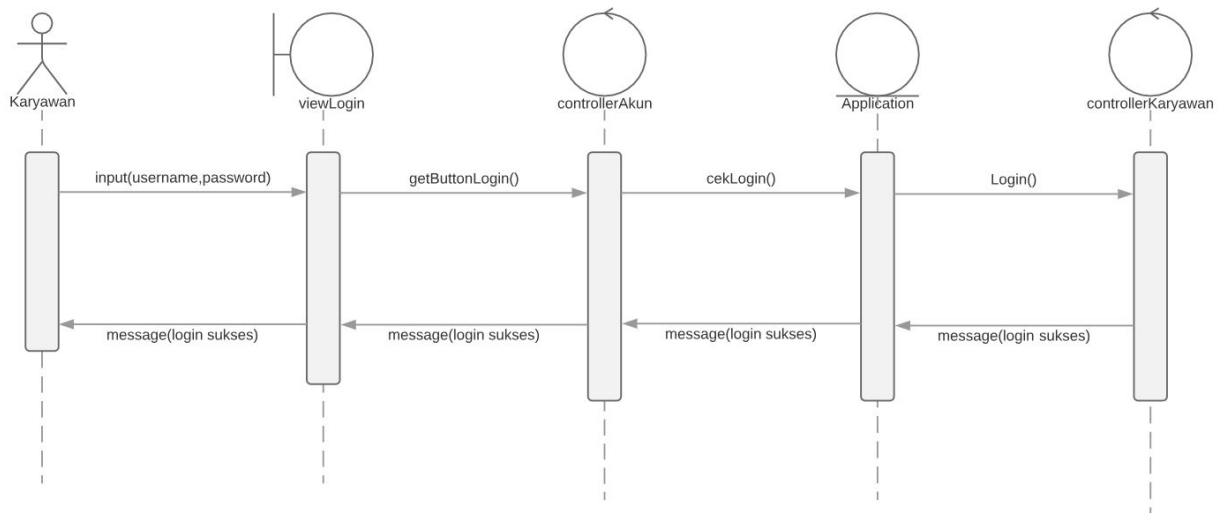 Karyawan
viewLogin
controllerAkun
Application
controllerKaryawan
input(username,password)
getButtonLogin()
cekLogin()
Login()
message(login sukses)
message(login sukses)
message(login sukses)
message(login sukses)